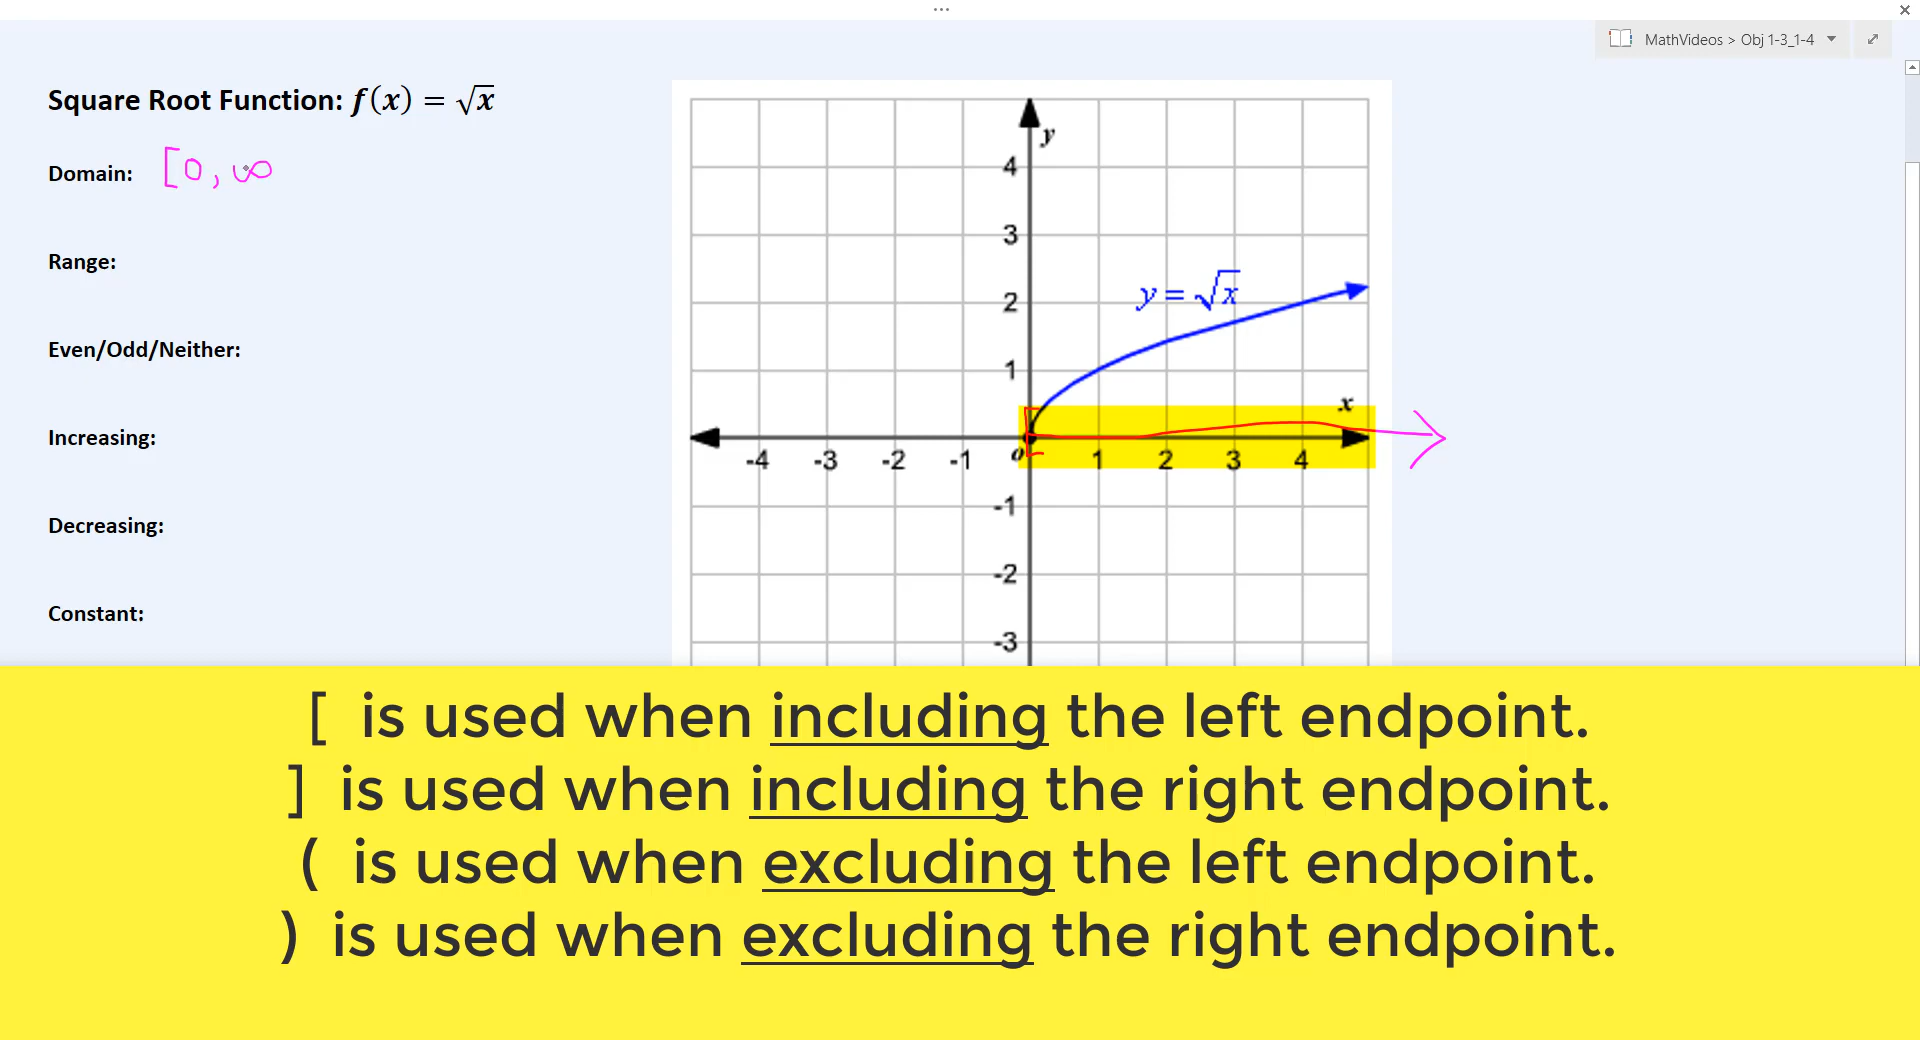 ...
MathVideos > Obj 1-3_1-4
Square Root Function: f(x) = √x
Domain: [0, ∞
Range:
Even/Odd/Neither:
Increasing:
Decreasing:
Constant:
y
4
3
2
1
y = √x
x
-4 -3 -2 -1 0 1 2 3 4
-1
-2
-3
[ is used when including the left endpoint.
] is used when including the right endpoint.
( is used when excluding the left endpoint.
) is used when excluding the right endpoint.